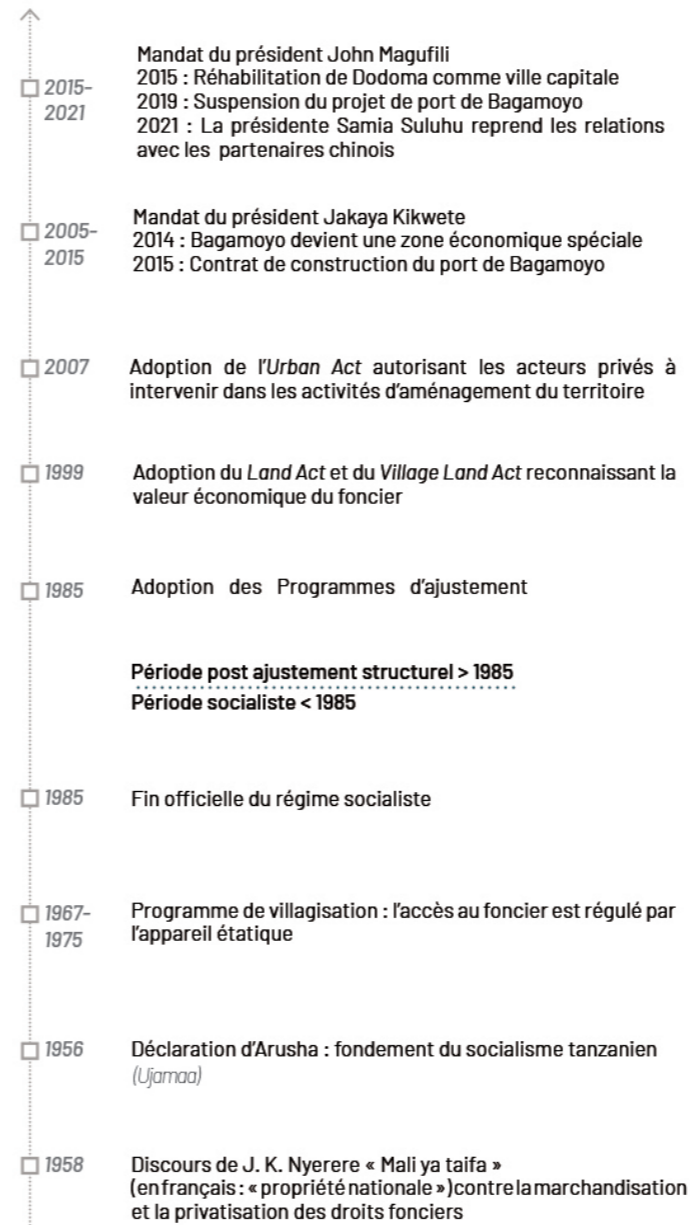 Mandat du président John Magufili
2015-
2021
2015 : Réhabilitation de Dodoma comme ville capitale
2019 : Suspension du projet de port de Bagamoyo
2021 : La présidente Samia Suluhu reprend les relations
avec les partenaires chinois
2005-
2015
Mandat du président Jakaya Kikwete
2014 : Bagamoyo devient une zone économique spéciale
2015 : Contrat de construction du port de Bagamoyo
2007
Adoption de l'Urban Act autorisant les acteurs privés à
intervenir dans les activités d'aménagement du territoire
1999
Adoption du Land Act et du Village Land Act reconnaissant la
valeur économique du foncier
1985
Adoption des Programmes d'ajustement
Période post ajustement structurel > 1985
Période socialiste < 1985
1985
Fin officielle du régime socialiste
1967-
1975
Programme de villagisation : l'accès au foncier est régulé par
l'appareil étatique
1956
Déclaration d'Arusha : fondement du socialisme tanzanien
(Ujamaa)
1958
Discours de J. K. Nyerere « Mali ya taifa »
(en français : « propriété nationale ») contre la marchandisation
et la privatisation des droits fonciers